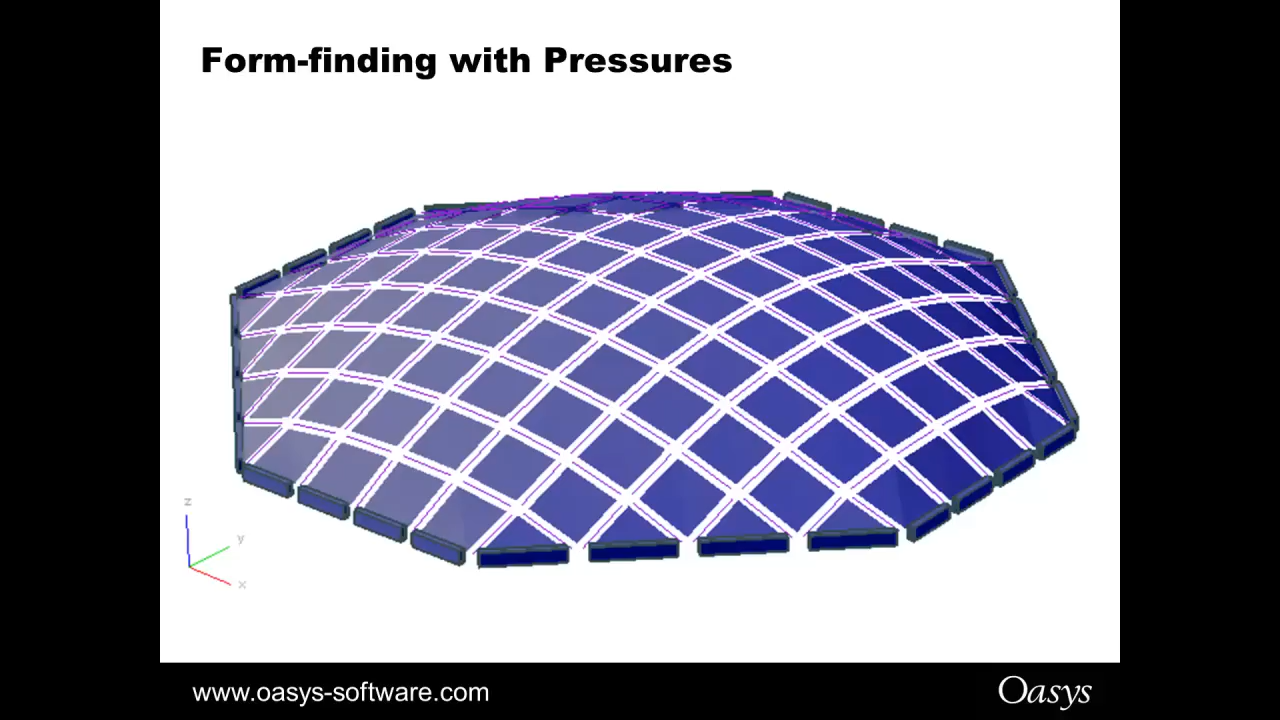 Form-finding with Pressures
z
y
x
www.oasys-software.com
Oasys